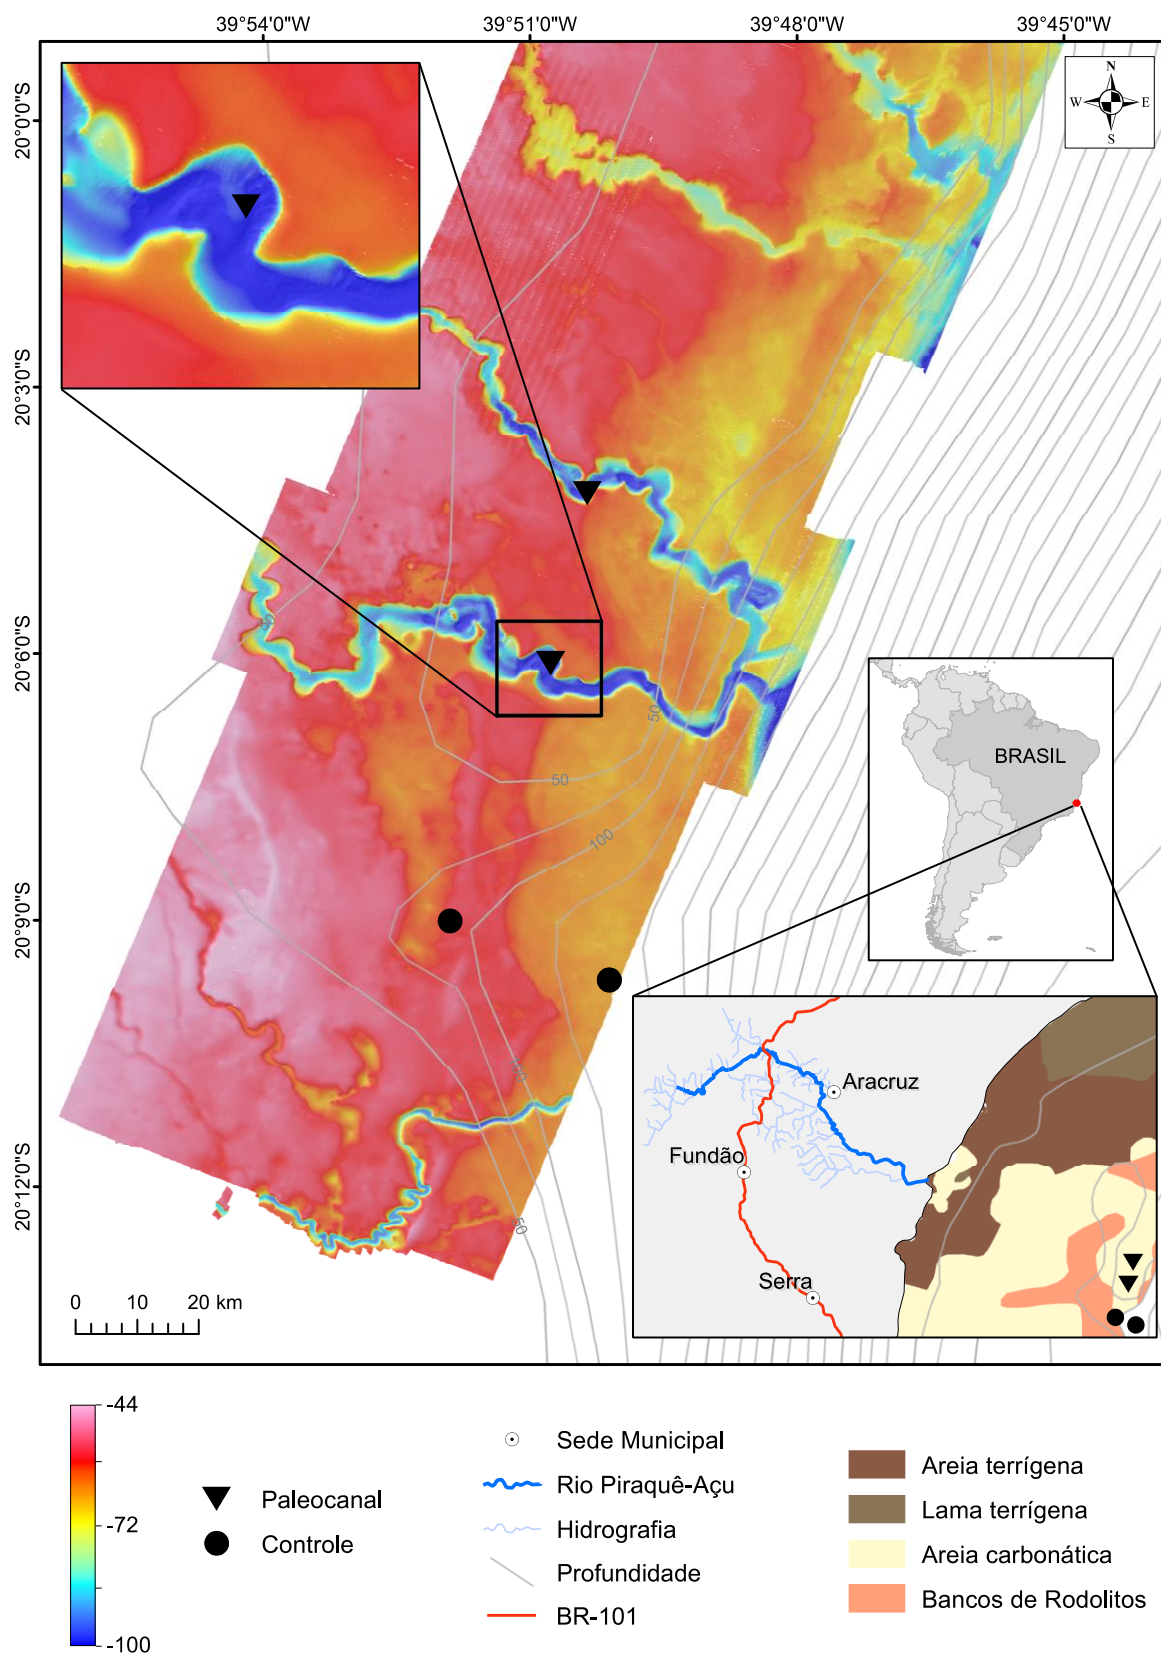 39°54'0"W 39°51'0"W 39°48'0"W 39°45'0"W
N
W E
S
20°0'0"S
20°3'0"S
20°6'0"S
20°9'0"S
20°12'0"S
50
50
100
50
BRASIL
Aracruz
Fundão
Serra
0 10 20 km
-44
-72
-100
Paleocanal
Controle
Sede Municipal
Rio Piraquê-Açu
Hidrografia
Profundidade
BR-101
Areia terrígena
Lama terrígena
Areia carbonática
Bancos de Rodolitos